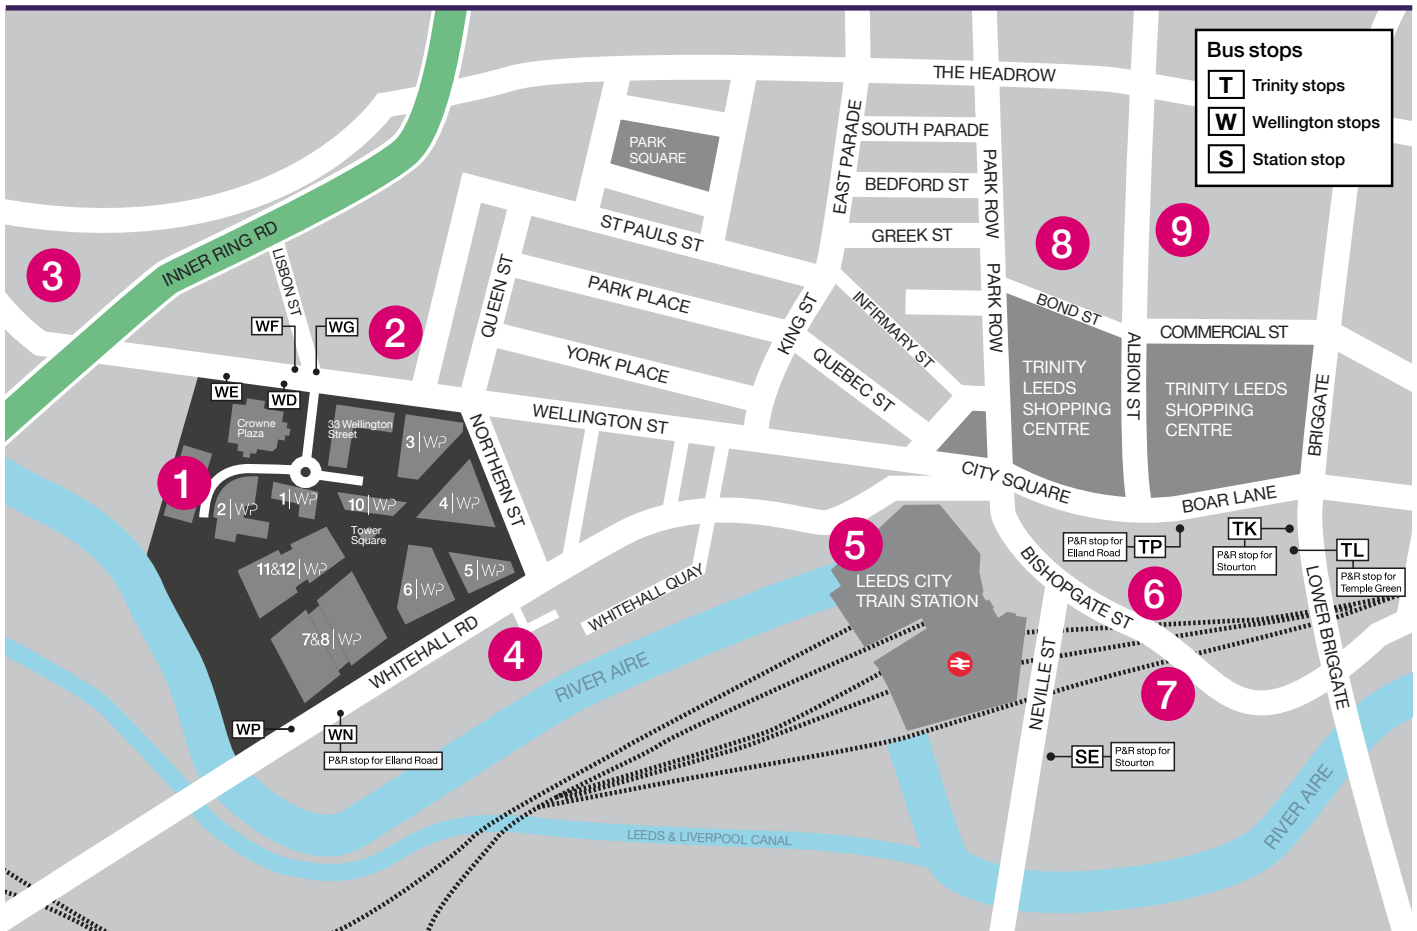 Bus stops
T Trinity stops
W Wellington stops
S Station stop
THE HEADROW
EAST PARADE
SOUTH PARADE
PARK ROW
BEDFORD ST
GREEK ST
PARK ROW
PARK
SQUARE
ST PAULS ST
INNER RING RD
LISBON ST
3
2
8
9
QUEEN ST
PARK PLACE
YORK PLACE
KING ST
INFIRMARY ST
QUEBEC ST
BOND ST
ALBION ST
COMMERCIAL ST
TRINITY
LEEDS
SHOPPING
CENTRE
TRINITY LEEDS
SHOPPING
CENTRE
BRIGGATE
WF
WG
WE
WD
WELLINGTON ST
NORTHERN ST
CITY SQUARE
BOAR LANE
Crowne
Plaza
33 Wellington
Street
3|WP
1
2|WP
1|WP
10|WP
4|WP
Tower
Square
11&12|WP
5|WP
6|WP
7&8|WP
WHITEHALL RD
WHITEHALL QUAY
4
5
LEEDS CITY
TRAIN STATION
BISHOPGATE ST
P&R stop for
Elland Road
TP
TK
P&R stop for
Stourton
TL
P&R stop for
Temple Green
6
7
LOWER BRIGGATE
NEVILLE ST
RIVER AIRE
WP
WN
P&R stop for Elland Road
SE
P&R stop for
Stourton
LEEDS & LIVERPOOL CANAL
RIVER AIRE